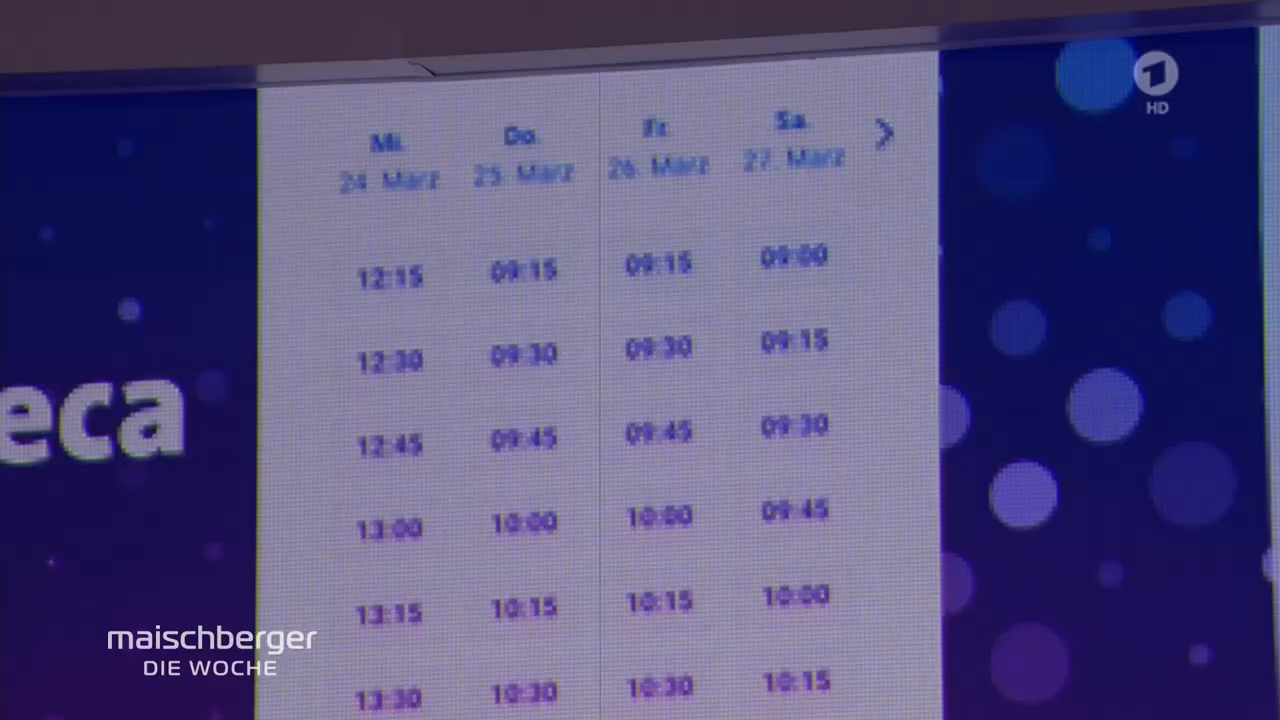 1
HD
Mi. Do. Fr. Sa.
24. März 25. März 26. März 27. März
12:15 09:15 09:15 09:00
12:30 09:30 09:30 09:15
eca
12:45 09:45 09:45 09:30
13:00 10:00 10:00 09:45
13:15 10:15 10:15 10:00
13:30 10:30 10:30 10:15
maischberger
DIE WOCHE